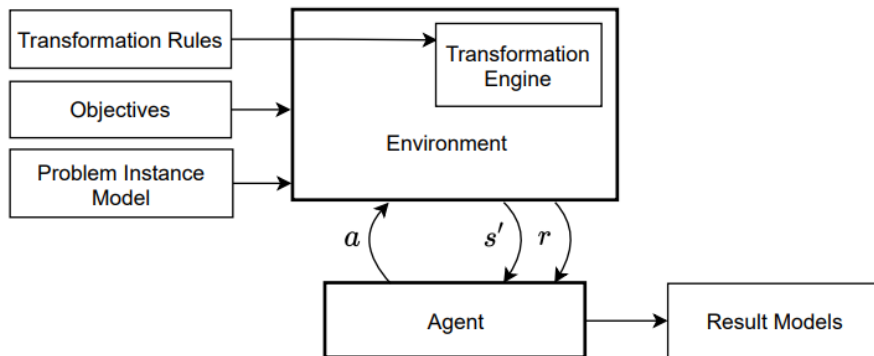 Transformation Rules
Transformation
Engine
Objectives
Environment
Problem Instance
Model
a
s′
r
Agent
Result Models